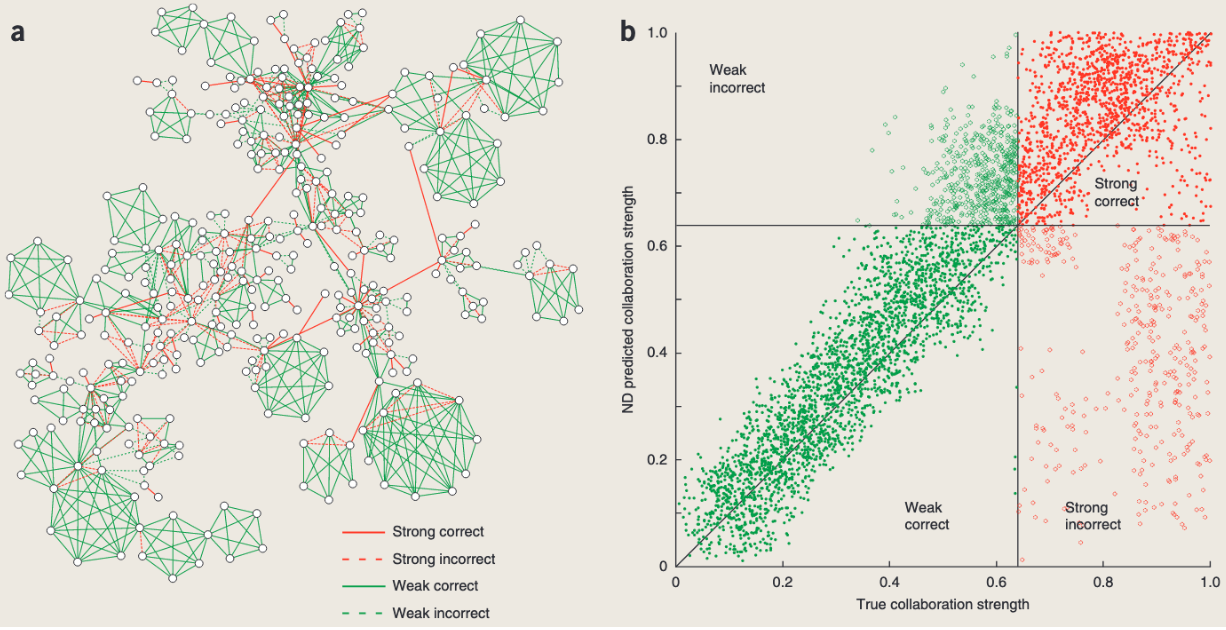 a
Strong correct
Strong incorrect
Weak correct
Weak incorrect
b
1.0
0.8
0.6
0.4
0.2
0
ND predicted collaboration strength
Weak
incorrect
Strong
correct
Weak
correct
Strong
incorrect
0
0.2
0.4
0.6
0.8
1.0
True collaboration strength